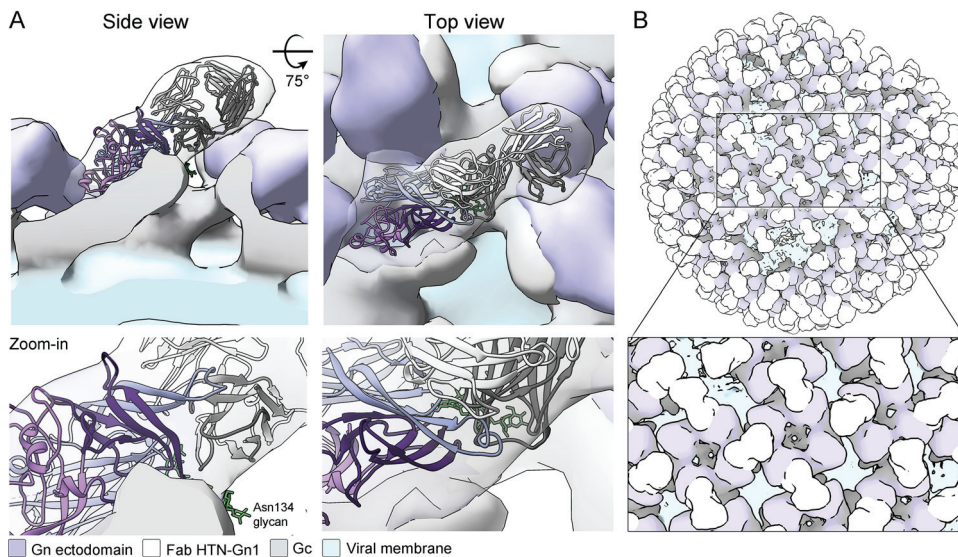 A
Side view
75°
Top view
B
Zoom-in
Asn134
glycan
Gn ectodomain
Fab HTN-Gn1
Gc
Viral membrane